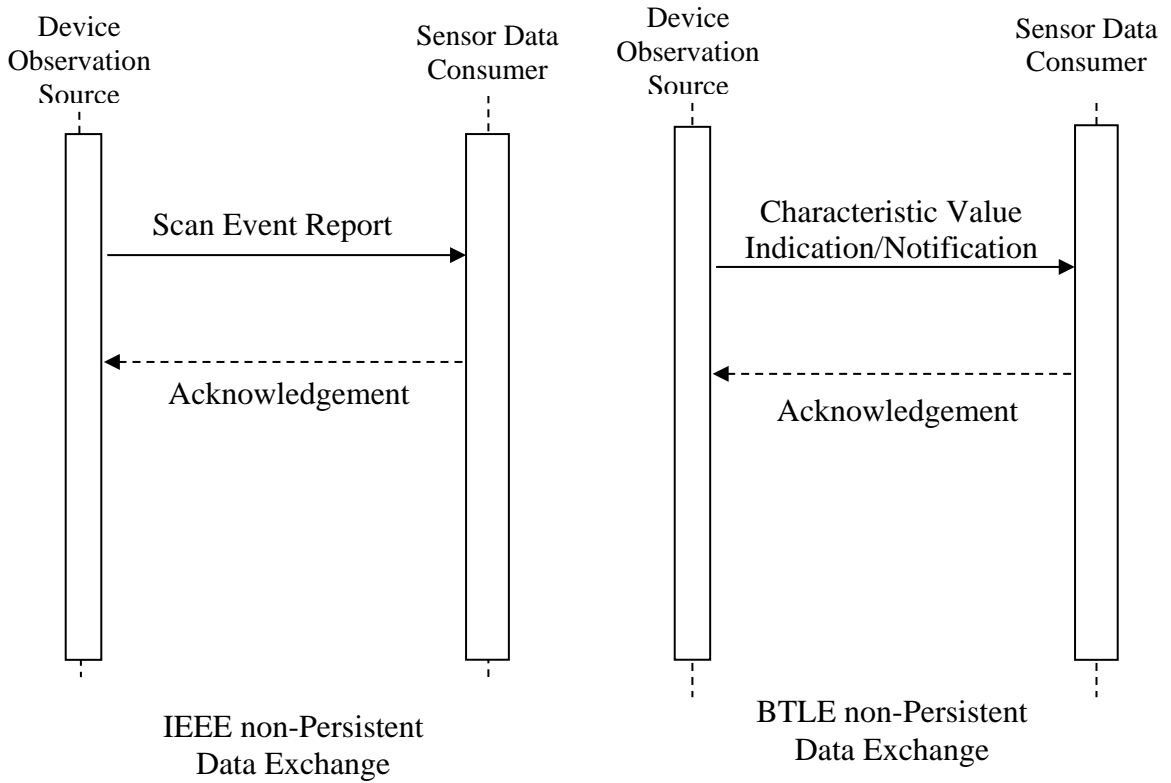 Device
Observation
Source
Sensor Data
Consumer
Scan Event Report
Acknowledgement
IEEE non-Persistent
Data Exchange
Device
Observation
Source
Sensor Data
Consumer
Characteristic Value
Indication/Notification
Acknowledgement
BTLE non-Persistent
Data Exchange